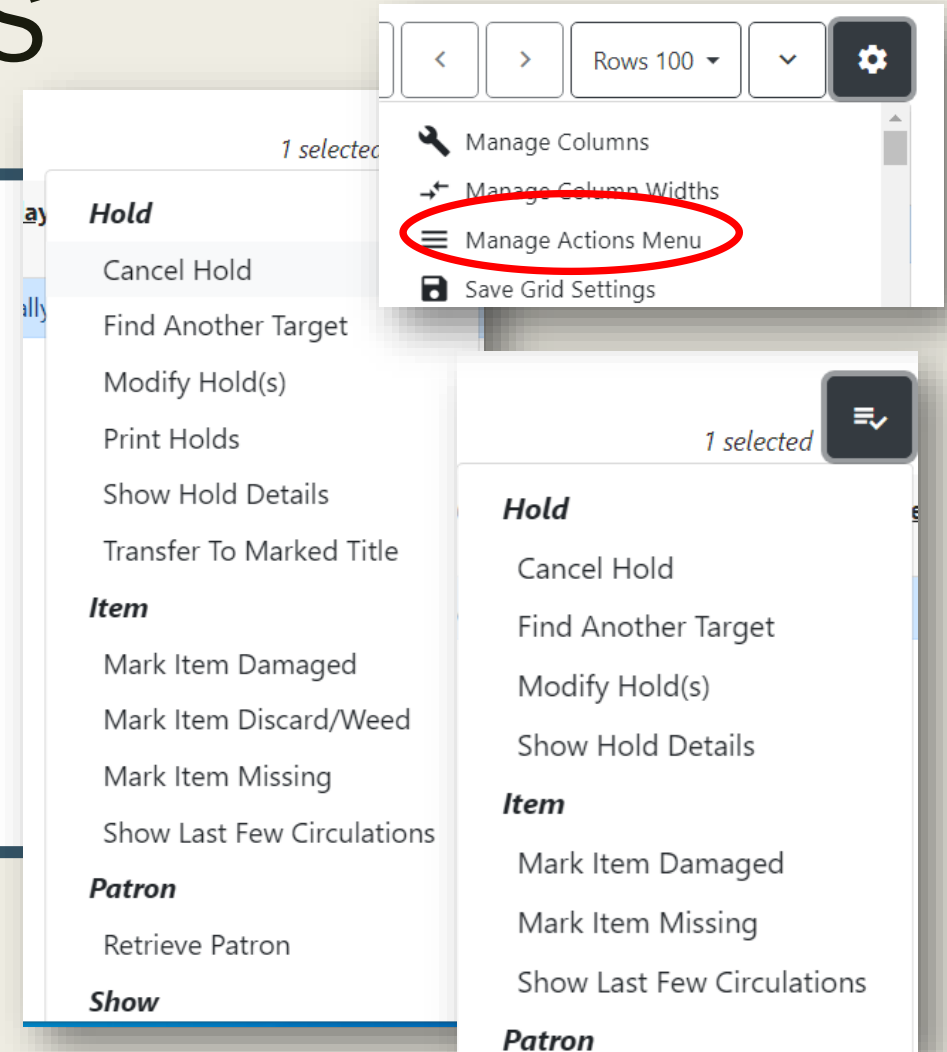 s
Rows 100
Manage Columns
Manage Column Widths
Manage Actions Menu
Save Grid Settings
1 selected
Hold
Cancel Hold
Find Another Target
Modify Hold(s)
Print Holds
Show Hold Details
Transfer To Marked Title
Item
Mark Item Damaged
Mark Item Discard/Weed
Mark Item Missing
Show Last Few Circulations
Patron
Retrieve Patron
Show
1 selected
Hold
Cancel Hold
Find Another Target
Modify Hold(s)
Show Hold Details
Item
Mark Item Damaged
Mark Item Missing
Show Last Few Circulations
Patron